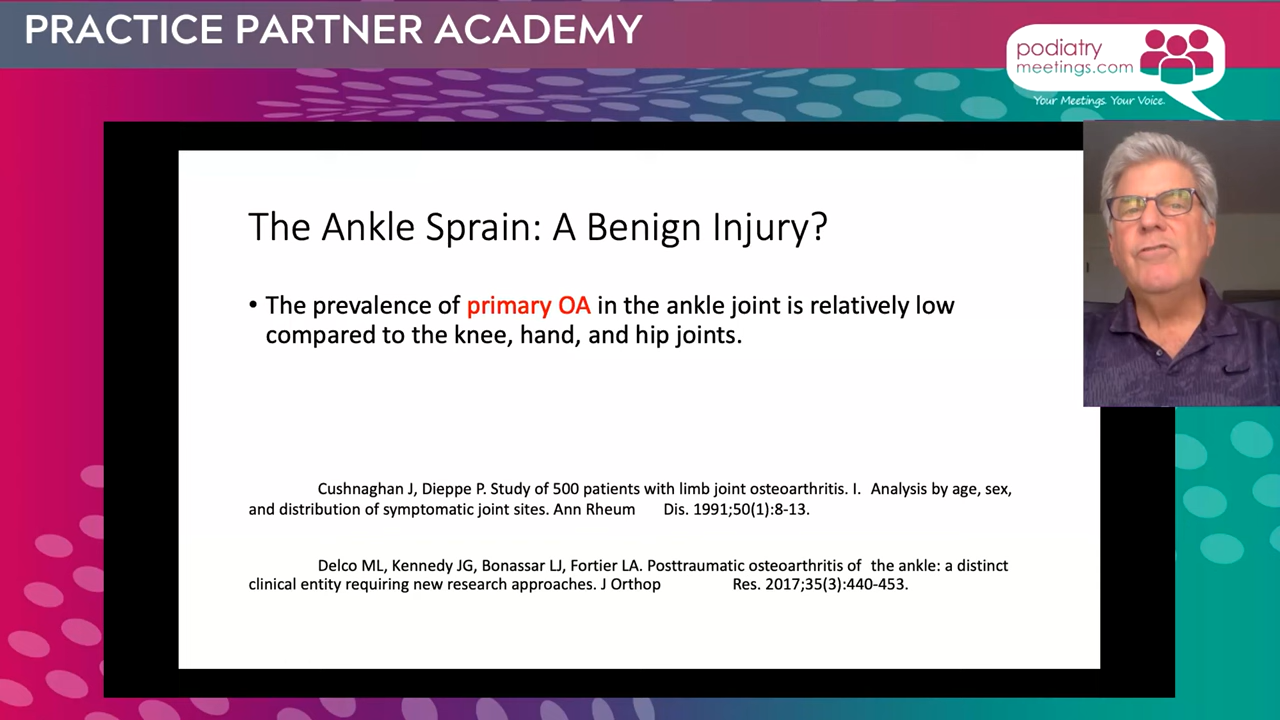 PRACTICE PARTNER ACADEMY
podiatry
meetings.com
Your Meetings. Your Voice.
The Ankle Sprain: A Benign Injury?
• The prevalence of primary OA in the ankle joint is relatively low
compared to the knee, hand, and hip joints.
Cushnaghan J, Dieppe P. Study of 500 patients with limb joint osteoarthritis. I. Analysis by age, sex,
and distribution of symptomatic joint sites. Ann Rheum Dis. 1991;50(1):8-13.
Delco ML, Kennedy JG, Bonassar LJ, Fortier LA. Posttraumatic osteoarthritis of the ankle: a distinct
clinical entity requiring new research approaches. J Orthop Res. 2017;35(3):440-453.